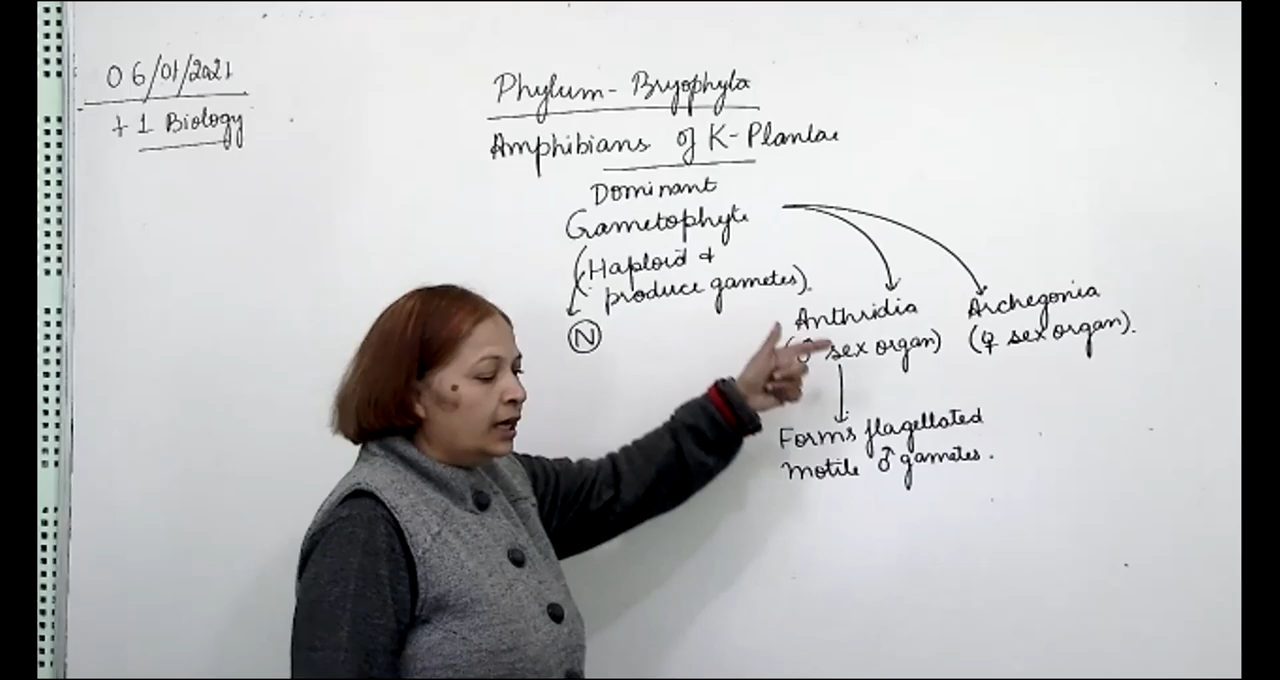 06/01/2021
+1 Biology
Phylum - Bryophyta
Amphibians of K-Plantae
Dominant
Gametophyte
(Haploid +
produce gametes).
N
Anthridia
(♂ sex organ)
Archegonia
(♀ sex organ).
Forms flagellated
motile ♂ gametes.